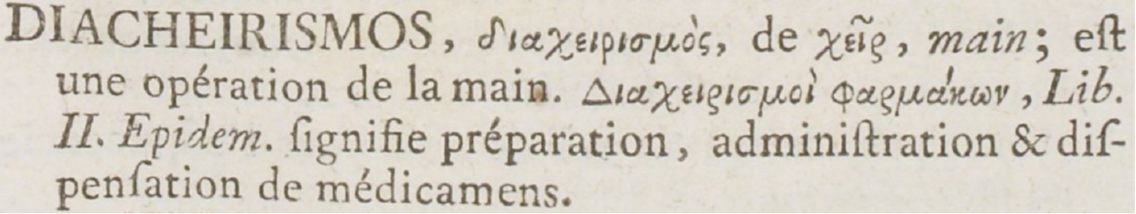 DIACHEIRISMOS, διαχειρισμὸς, de χεῖρ, main; eſt
une opération de la main. Διαχειρισμοὶ φαρμάκων, Lib.
II. Epidem. ſignifie préparation, adminiſtration & diſ-
penſation de médicamens.